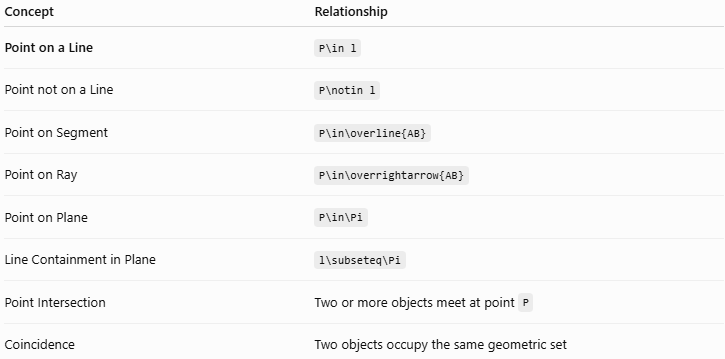 Concept Relationship
Point on a Line P\in l
Point not on a Line P\notin l
Point on Segment P\in\overline{AB}
Point on Ray P\in\overrightarrow{AB}
Point on Plane P\in\Pi
Line Containment in Plane l\subseteq\Pi
Point Intersection Two or more objects meet at point P
Coincidence Two objects occupy the same geometric set